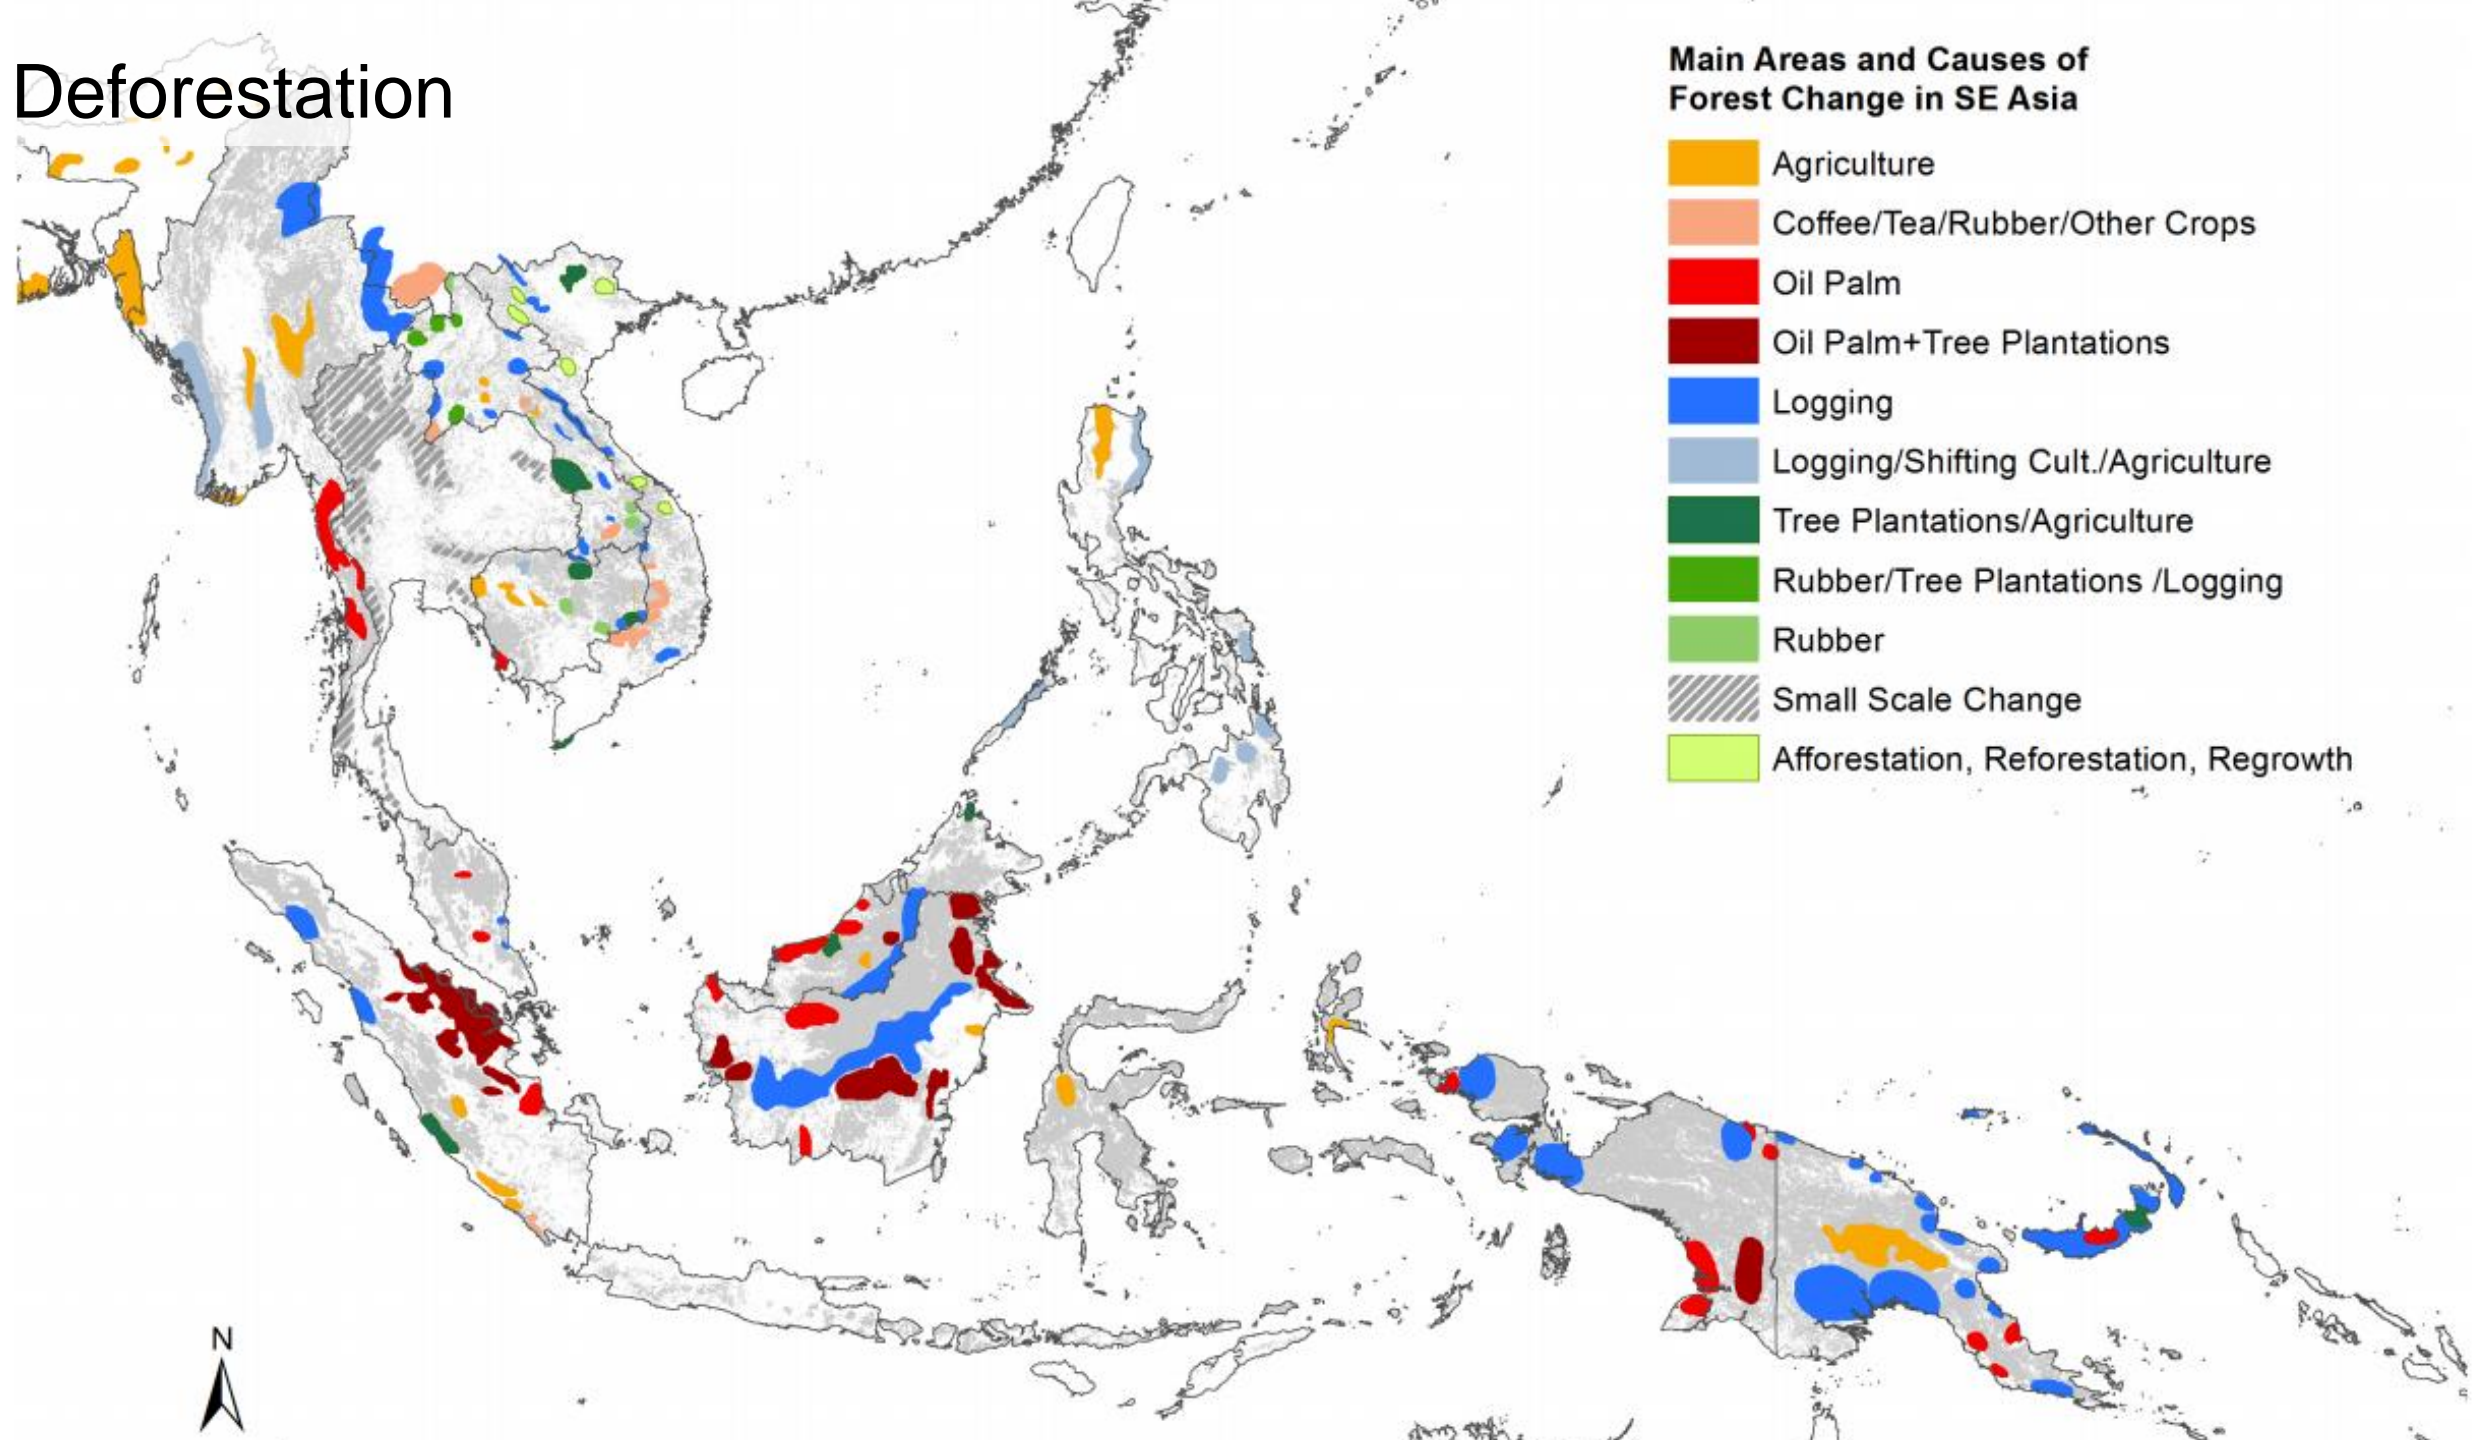 Deforestation
Main Areas and Causes of
Forest Change in SE Asia
Agriculture
Coffee/Tea/Rubber/Other Crops
Oil Palm
Oil Palm+Tree Plantations
Logging
Logging/Shifting Cult./Agriculture
Tree Plantations/Agriculture
Rubber/Tree Plantations /Logging
Rubber
Small Scale Change
Afforestation, Reforestation, Regrowth
N